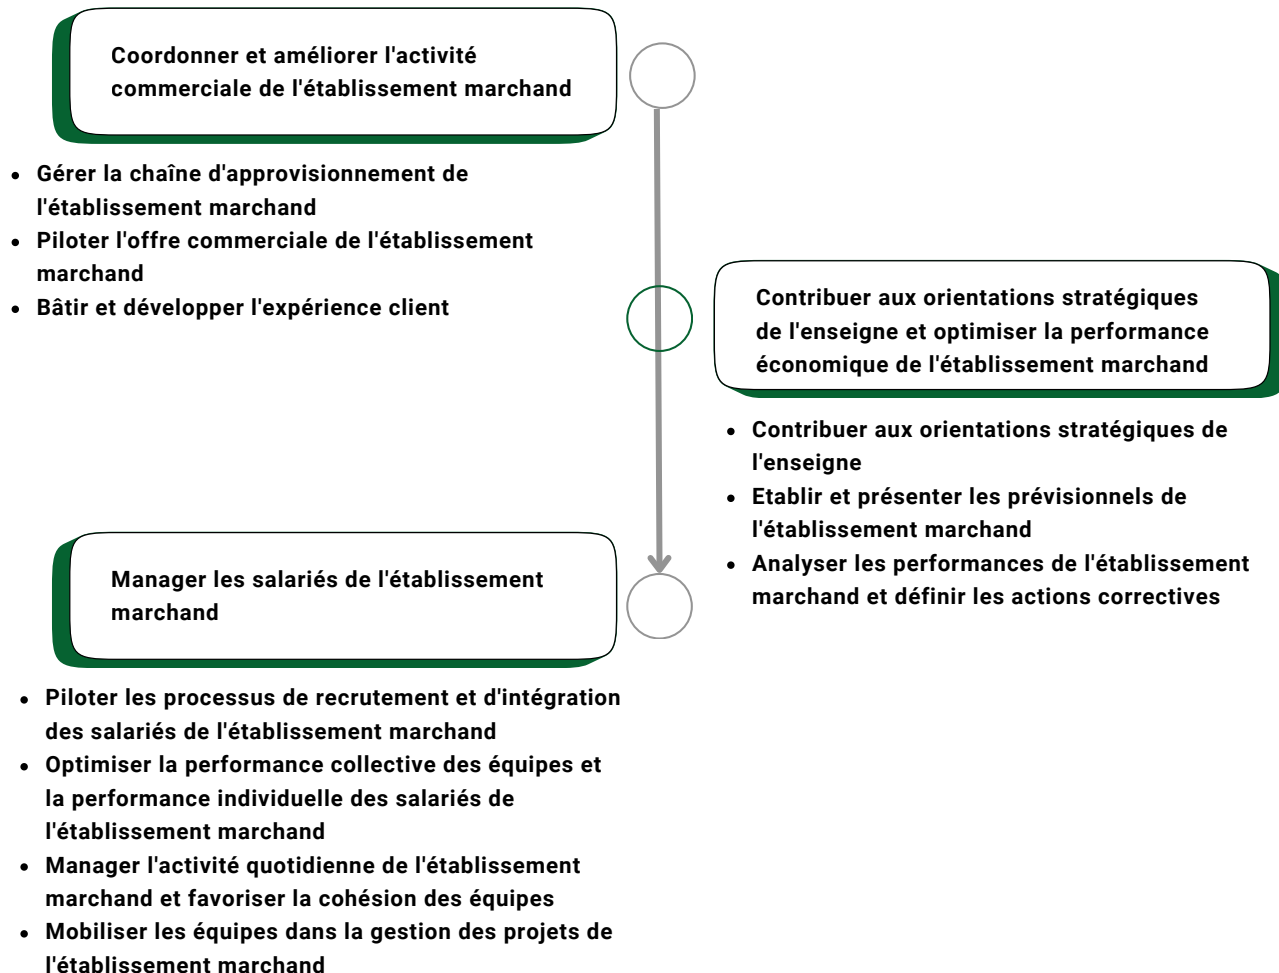 Coordonner et améliorer l'activité
commerciale de l'établissement marchand
Gérer la chaîne d'approvisionnement de
l'établissement marchand
Piloter l'offre commerciale de l'établissement
marchand
Bâtir et développer l'expérience client
Contribuer aux orientations stratégiques
de l'enseigne et optimiser la performance
économique de l'établissement marchand
Contribuer aux orientations stratégiques de
l'enseigne
Etablir et présenter les prévisionnels de
l'établissement marchand
Analyser les performances de l'établissement
marchand et définir les actions correctives
Manager les salariés de l'établissement
marchand
Piloter les processus de recrutement et d'intégration
des salariés de l'établissement marchand
Optimiser la performance collective des équipes et
la performance individuelle des salariés de
l'établissement marchand
Manager l'activité quotidienne de l'établissement
marchand et favoriser la cohésion des équipes
Mobiliser les équipes dans la gestion des projets de
l'établissement marchand